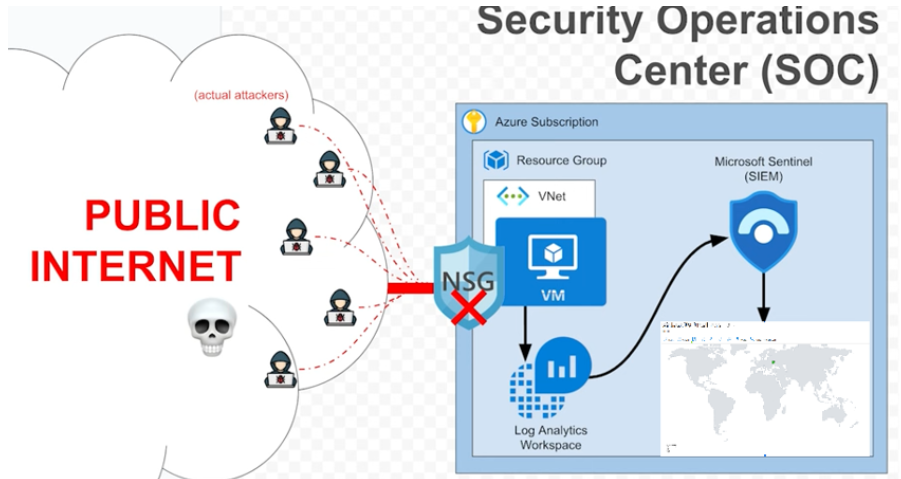 Security Operations
Center (SOC)
(actual attackers)
PUBLIC
INTERNET
Azure Subscription
Resource Group
VNet
VM
NSG
Microsoft Sentinel
(SIEM)
Log Analytics
Workspace